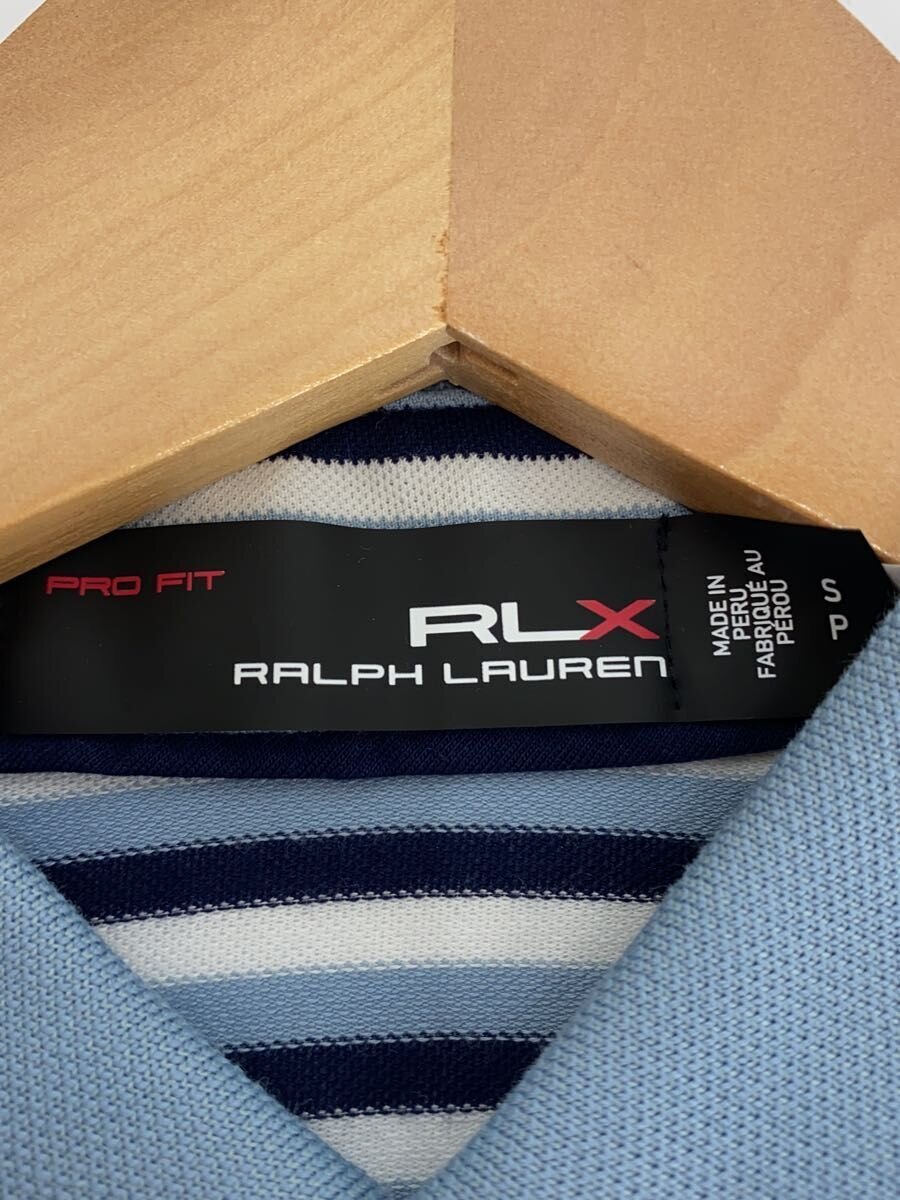 PRO FIT
RLX
RALPH LAUREN
MADE IN
PERU
FABRIQUÉ AU
PÉROU
S
P